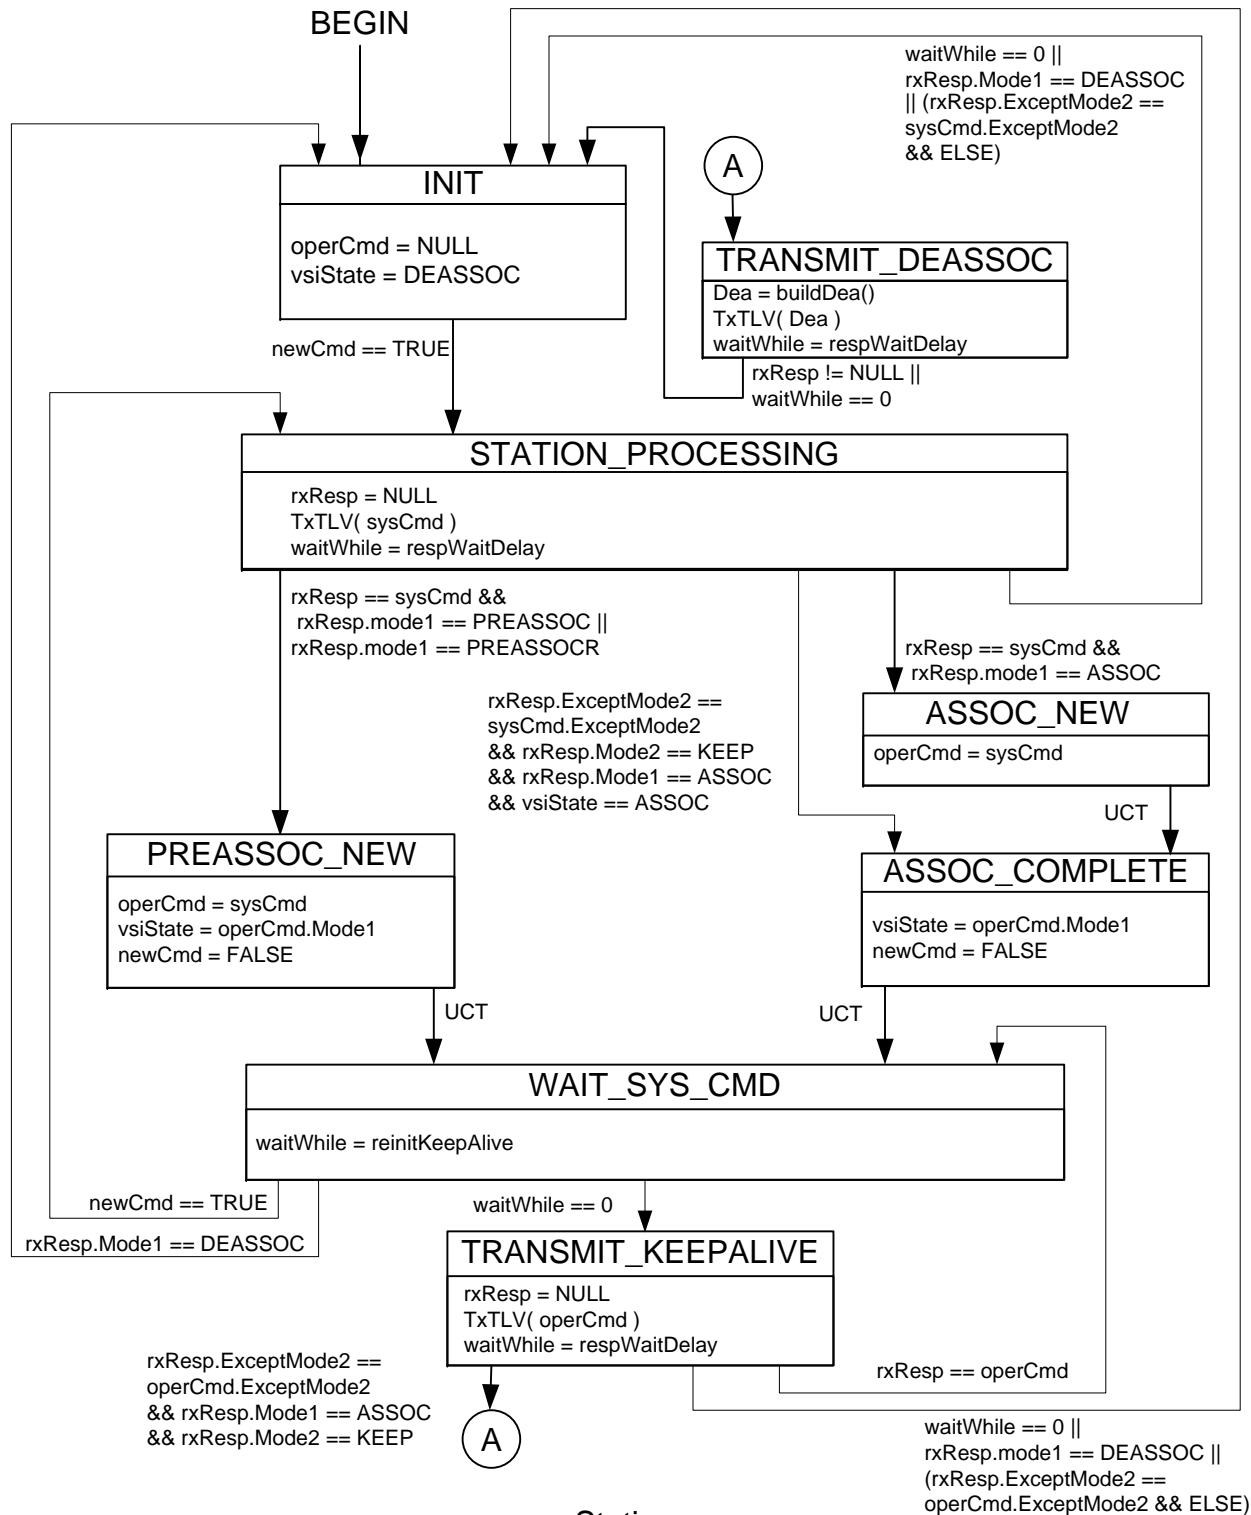 BEGIN
waitWhile == 0 ||
rxResp.Mode1 == DEASSOC
|| (rxResp.ExceptMode2 ==
sysCmd.ExceptMode2
&& ELSE)
INIT
operCmd = NULL
vsiState = DEASSOC
A
TRANSMIT_DEASSOC
Dea = buildDea()
TxTLV( Dea )
waitWhile = respWaitDelay
newCmd == TRUE
rxResp != NULL ||
waitWhile == 0
STATION_PROCESSING
rxResp = NULL
TxTLV( sysCmd )
waitWhile = respWaitDelay
rxResp == sysCmd &&
rxResp.mode1 == PREASSOC ||
rxResp.mode1 == PREASSOCR
rxResp == sysCmd &&
rxResp.mode1 == ASSOC
rxResp.ExceptMode2 ==
sysCmd.ExceptMode2
&& rxResp.Mode2 == KEEP
&& rxResp.Mode1 == ASSOC
&& vsiState == ASSOC
ASSOC_NEW
operCmd = sysCmd
UCT
PREASSOC_NEW
operCmd = sysCmd
vsiState = operCmd.Mode1
newCmd = FALSE
ASSOC_COMPLETE
vsiState = operCmd.Mode1
newCmd = FALSE
UCT
UCT
WAIT_SYS_CMD
waitWhile = reinitKeepAlive
newCmd == TRUE
waitWhile == 0
rxResp.Mode1 == DEASSOC
TRANSMIT_KEEPALIVE
rxResp = NULL
TxTLV( operCmd )
waitWhile = respWaitDelay
rxResp.ExceptMode2 ==
operCmd.ExceptMode2
&& rxResp.Mode1 == ASSOC
&& rxResp.Mode2 == KEEP
A
rxResp == operCmd
waitWhile == 0 ||
rxResp.mode1 == DEASSOC ||
(rxResp.ExceptMode2 ==
operCmd.ExceptMode2 && ELSE)